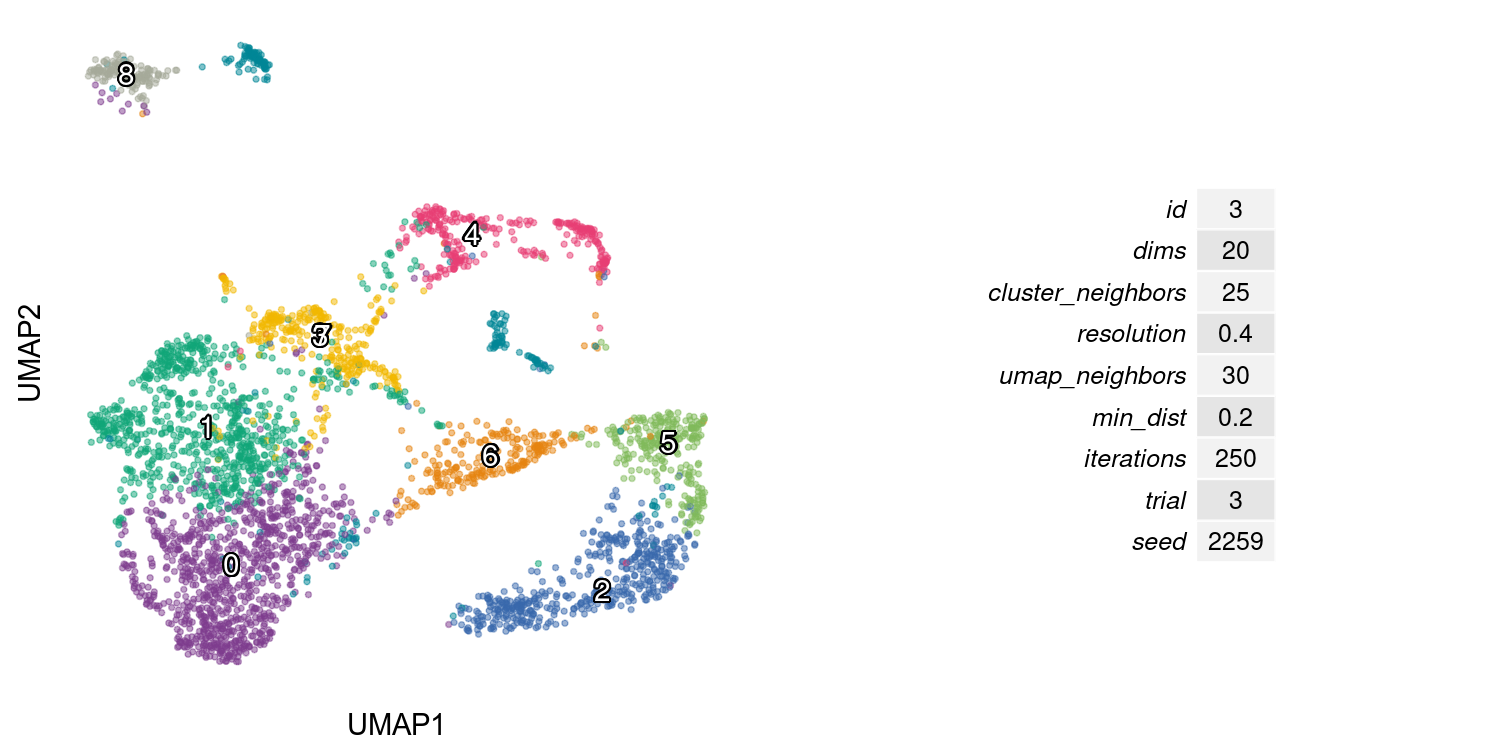 8
4
3
1
5
6
0
2
UMAP2
UMAP1
id 3
dims 20
cluster_neighbors 25
resolution 0.4
umap_neighbors 30
min_dist 0.2
iterations 250
trial 3
seed 2259